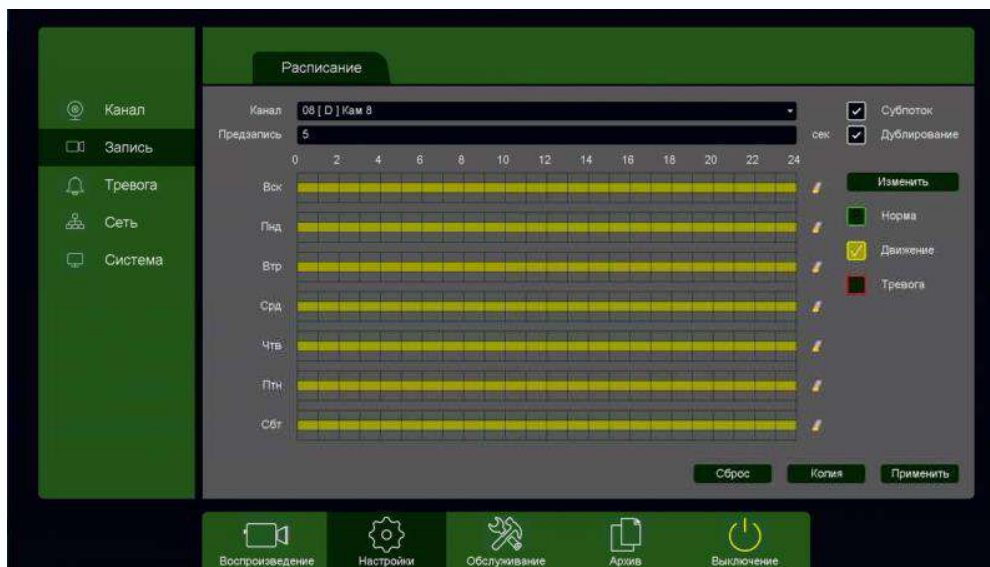 Расписание
Канал
Запись
Тревога
Сеть
Система
Канал 08 [ D ] Кам 8 Субпоток
Предзапись 5 сек Дублирование
0 2 4 6 8 10 12 14 16 18 20 22 24
Вск Изменить
Норма
Пнд
Движение
Втр
Тревога
Срд
Чтв
Птн
Сбт
Сброс Копия Применить
Воспроизведение Настройки Обслуживание Архив Выключение